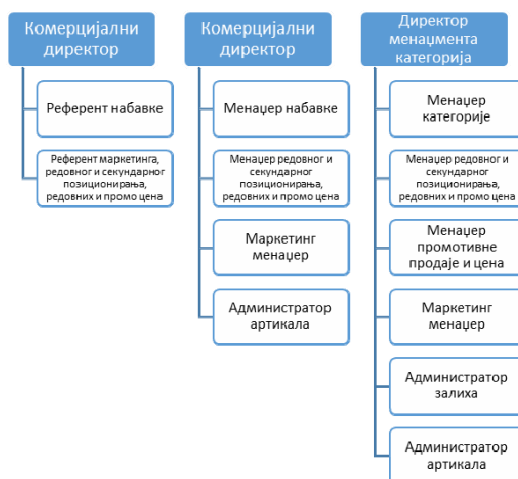 Комерцијални
директор
Референт набавке
Референт маркетинга,
редовног и секундарног
позиционирања,
редовних и промо цена
Комерцијални
директор
Менаџер набавке
Менаџер редовног и
секундарног
позиционирања,
редовних и промо цена
Маркетинг
менаџер
Администратор
артикала
Директор
менаџмента
категорија
Менаџер
категорије
Менаџер редовног и
секундарног
позиционирања,
редовних и промо цена
Менаџер
промотивне
продаје и цена
Маркетинг
менаџер
Администратор
залиха
Администратор
артикала